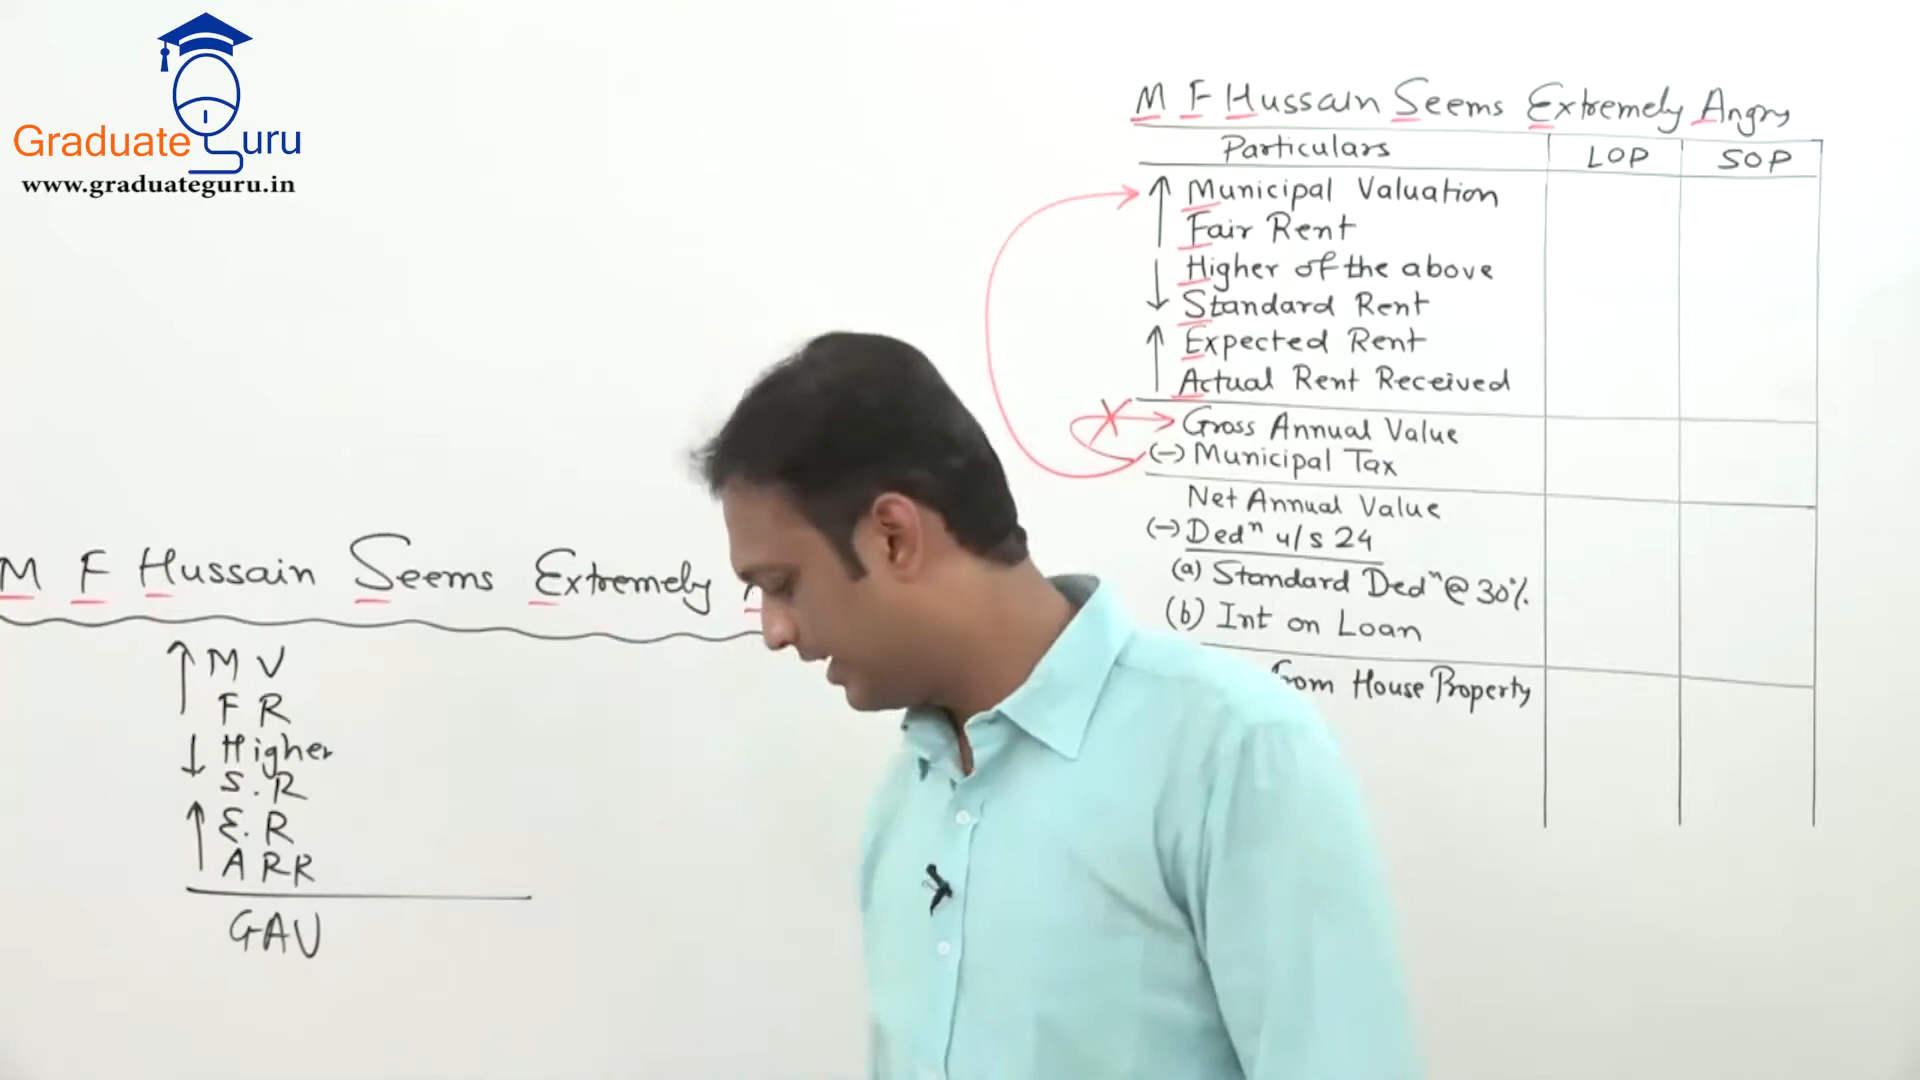 Graduate Guru
www.graduateguru.in
M F Hussain Seems Extremely Angry
Particulars LOP SOP
Municipal Valuation
Fair Rent
Higher of the above
Standard Rent
Expected Rent
Actual Rent Received
Gross Annual Value
(-) Municipal Tax
Net Annual Value
(-) Dedⁿ u/s 24
(a) Standard Dedⁿ @ 30%
(b) Int on Loan
from House Property
M F Hussain Seems Extremely
M V
F R
Higher
S.R
E.R
ARR
GAV